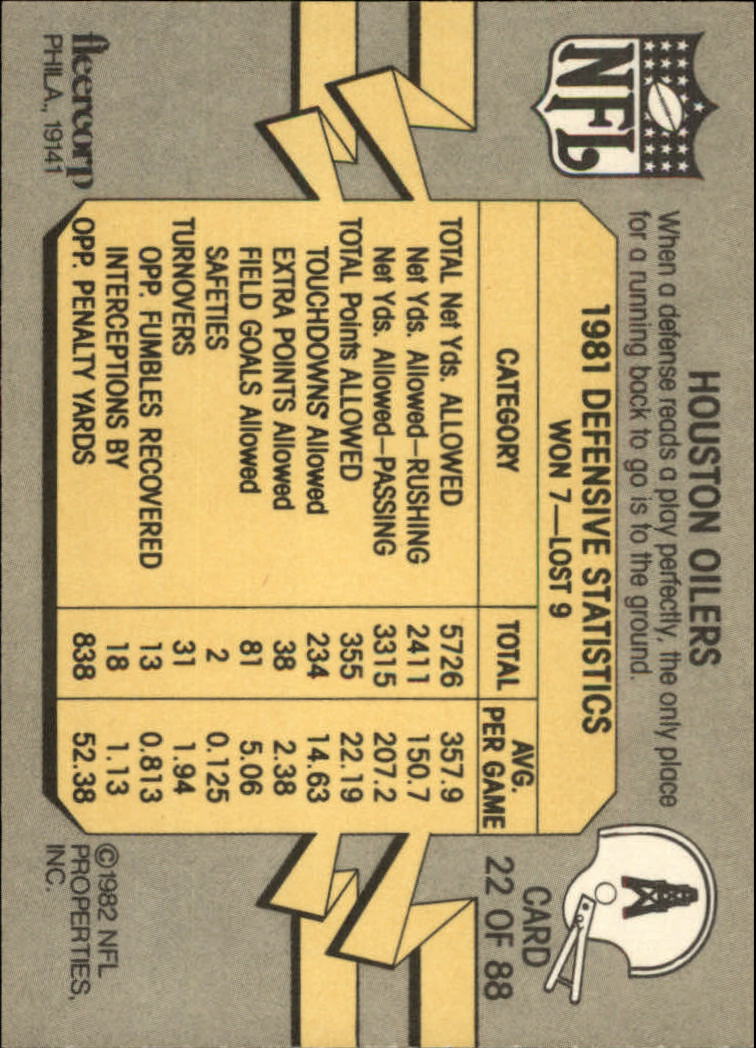 NFL
HOUSTON OILERS
When a defense reads a play perfectly, the only place
for a running back to go is to the ground.
CARD
22 OF 88
1981 DEFENSIVE STATISTICS
WON 7—LOST 9
CATEGORY TOTAL AVG. PER GAME
TOTAL Net Yds. ALLOWED 5726 357.9
Net Yds. Allowed—RUSHING 2411 150.7
Net Yds. Allowed—PASSING 3315 207.2
TOTAL Points ALLOWED 355 22.19
TOUCHDOWNS Allowed 234 14.63
EXTRA POINTS Allowed 38 2.38
FIELD GOALS Allowed 81 5.06
SAFETIES 2 0.125
TURNOVERS 31 1.94
OPP. FUMBLES RECOVERED 13 0.813
INTERCEPTIONS BY 18 1.13
OPP. PENALTY YARDS 838 52.38
fleercorp
PHILA., 19141
©1982 NFL
PROPERTIES,
INC.